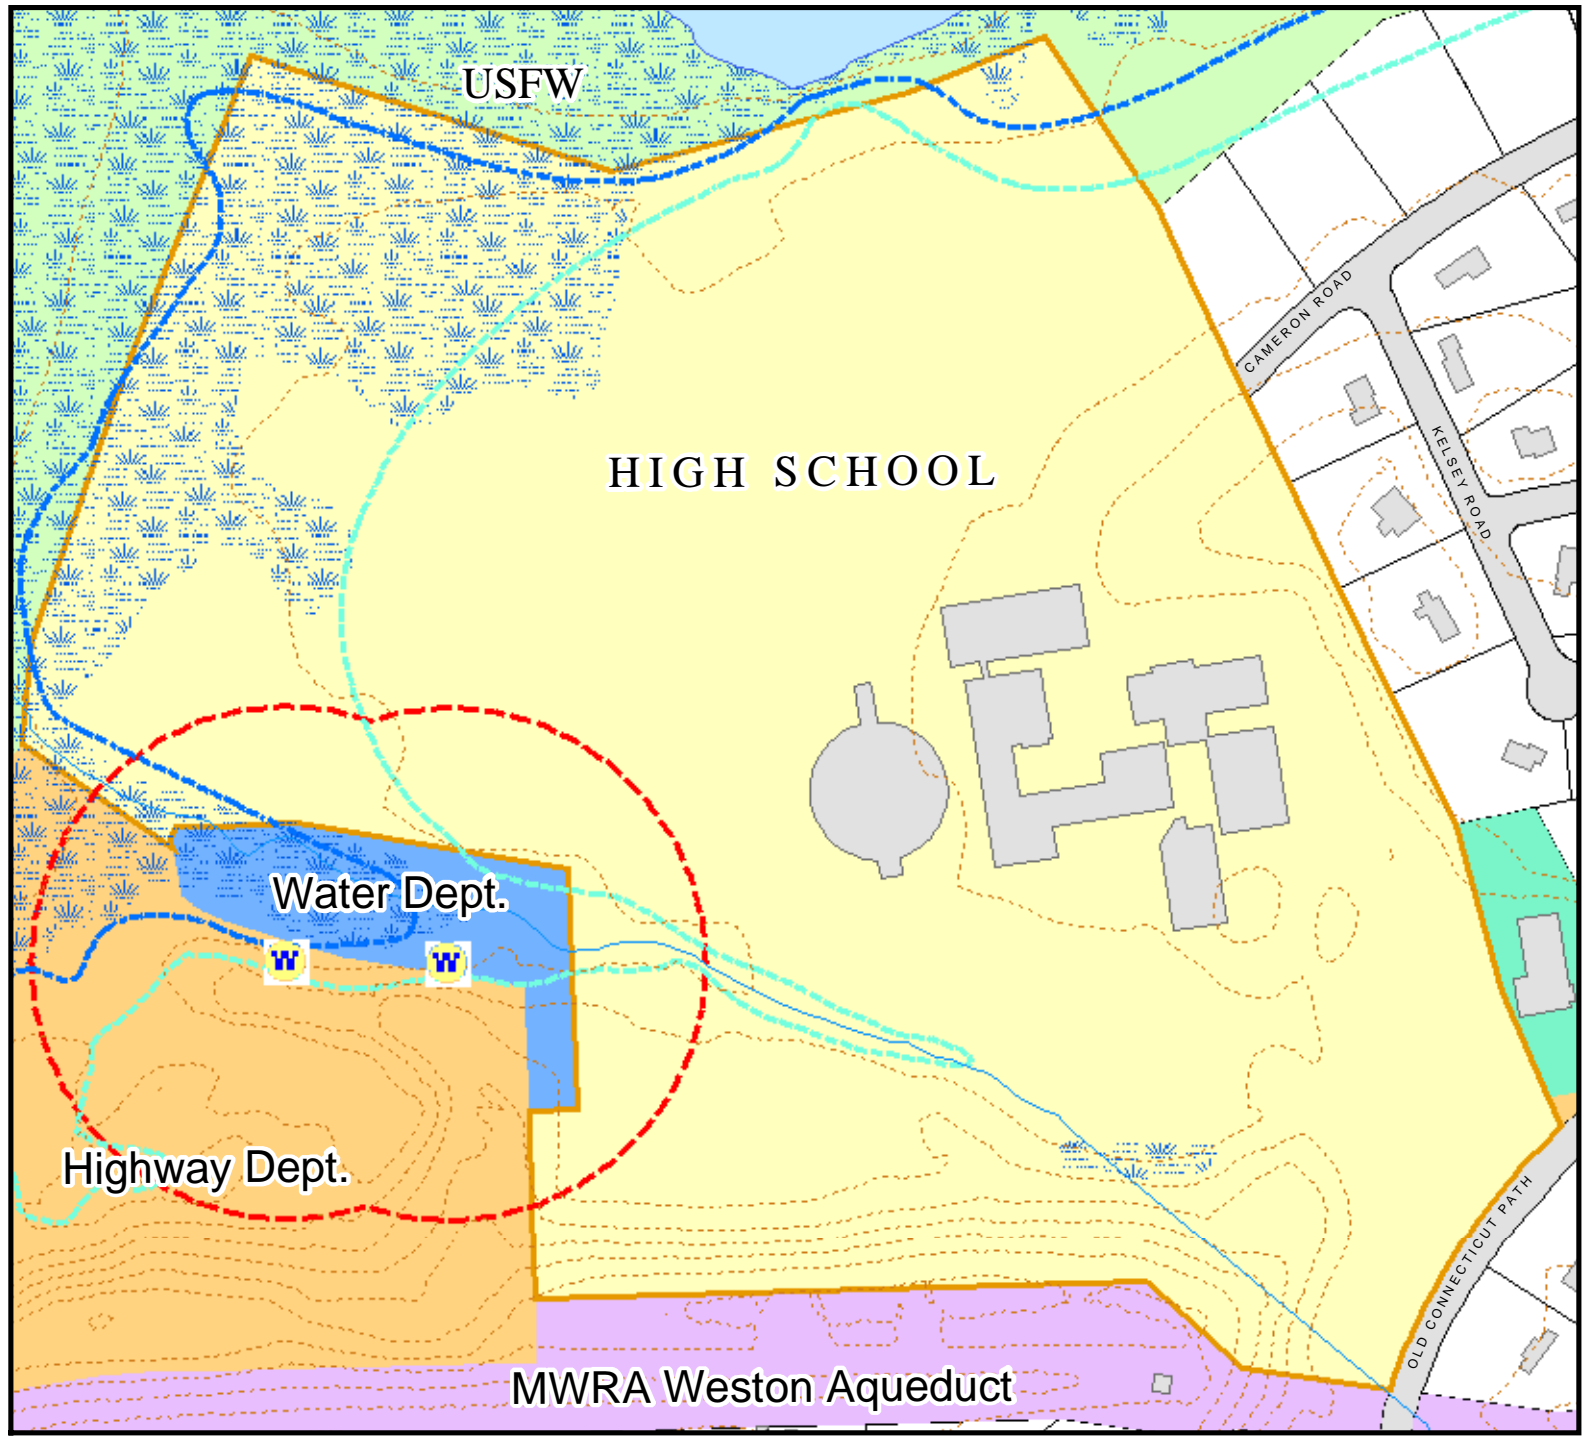 USFW
CAMERON ROAD
HIGH SCHOOL
KELSEY ROAD
Water Dept.
W
W
Highway Dept.
OLD CONNECTICUT PATH
MWRA Weston Aqueduct